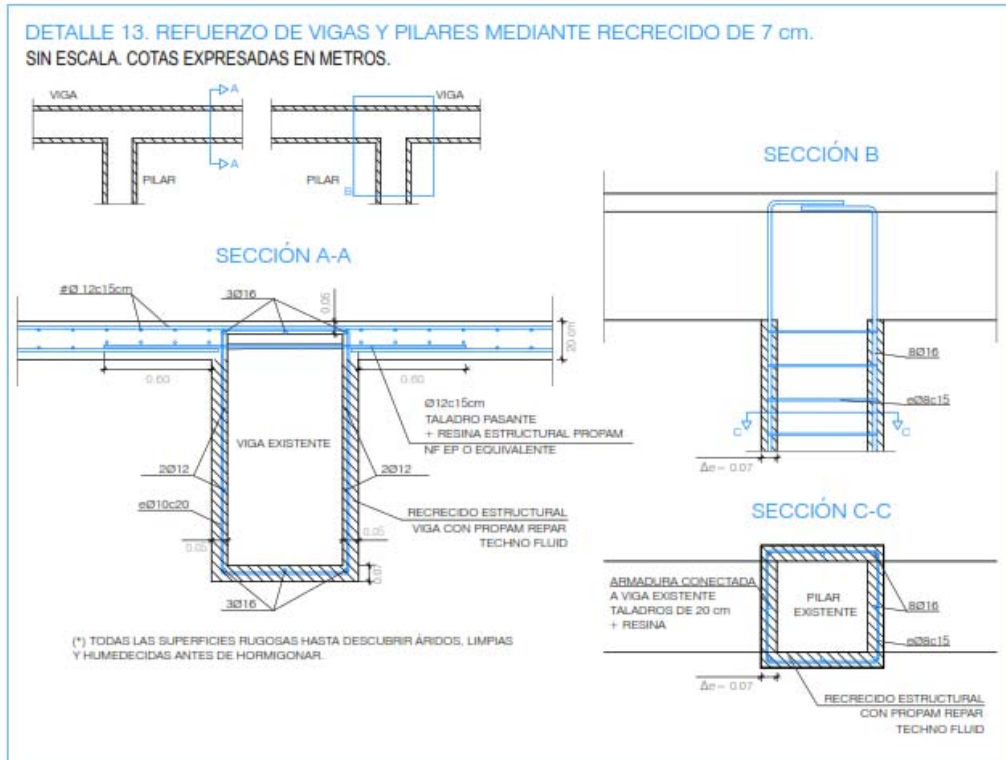 DETALLE 13. REFUERZO DE VIGAS Y PILARES MEDIANTE RECRECIDO DE 7 cm.
SIN ESCALA. COTAS EXPRESADAS EN METROS.
VIGA
A
A
PILAR
VIGA
PILAR
B
SECCIÓN A-A
#Ø 12c15cm
3Ø16
0.05
20 cm
0.60
0.60
Ø12c15cm
TALADRO PASANTE
+ RESINA ESTRUCTURAL PROPAM
NF EP O EQUIVALENTE
VIGA EXISTENTE
2Ø12
2Ø12
eØ10c20
RECRECIDO ESTRUCTURAL
VIGA CON PROPAM REPAR
TECHNO FLUID
0.05
0.05
0.07
3Ø16
(*) TODAS LAS SUPERFICIES RUGOSAS HASTA DESCUBRIR ÁRIDOS, LIMPIAS
Y HUMEDECIDAS ANTES DE HORMIGONAR.
SECCIÓN B
8Ø16
eØ8c15
C
C
Δe= 0.07
SECCIÓN C-C
ARMADURA CONECTADA
A VIGA EXISTENTE
TALADROS DE 20 cm
+ RESINA
PILAR
EXISTENTE
8Ø16
eØ8c15
Δe= 0.07
RECRECIDO ESTRUCTURAL
CON PROPAM REPAR
TECHNO FLUID